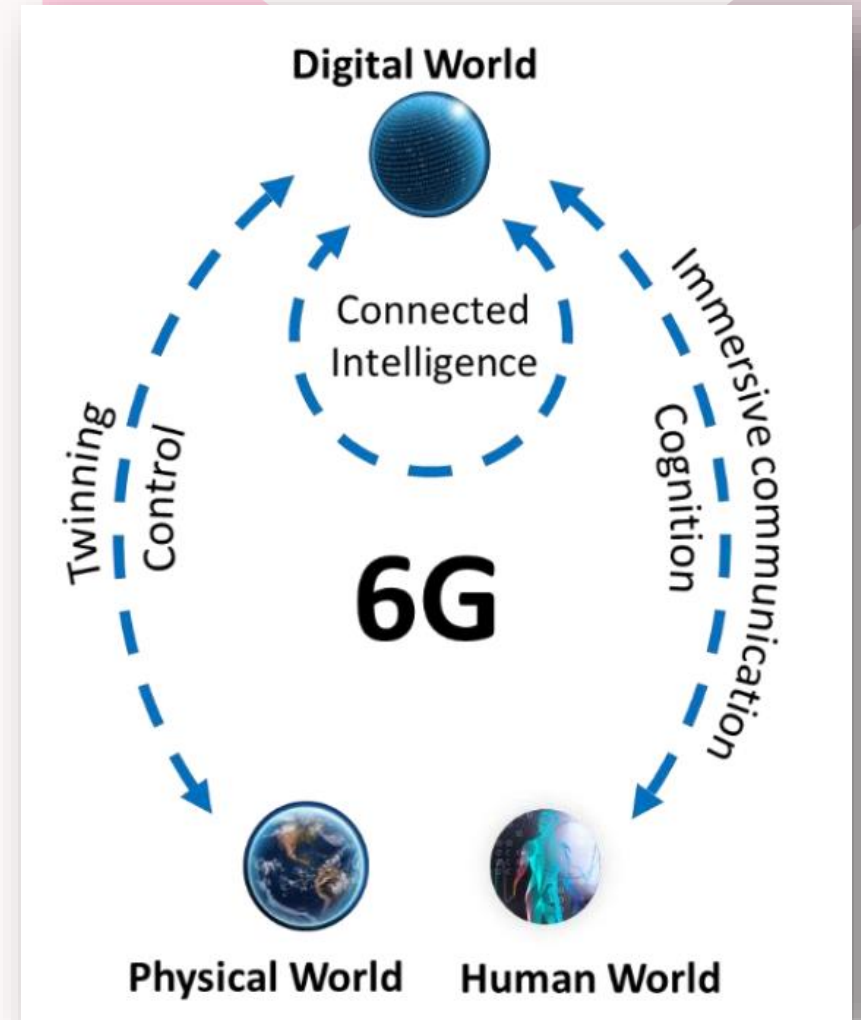 Digital World
Connected
Intelligence
Twinning
Control
Immersive communication
Cognition
6G
Physical World
Human World